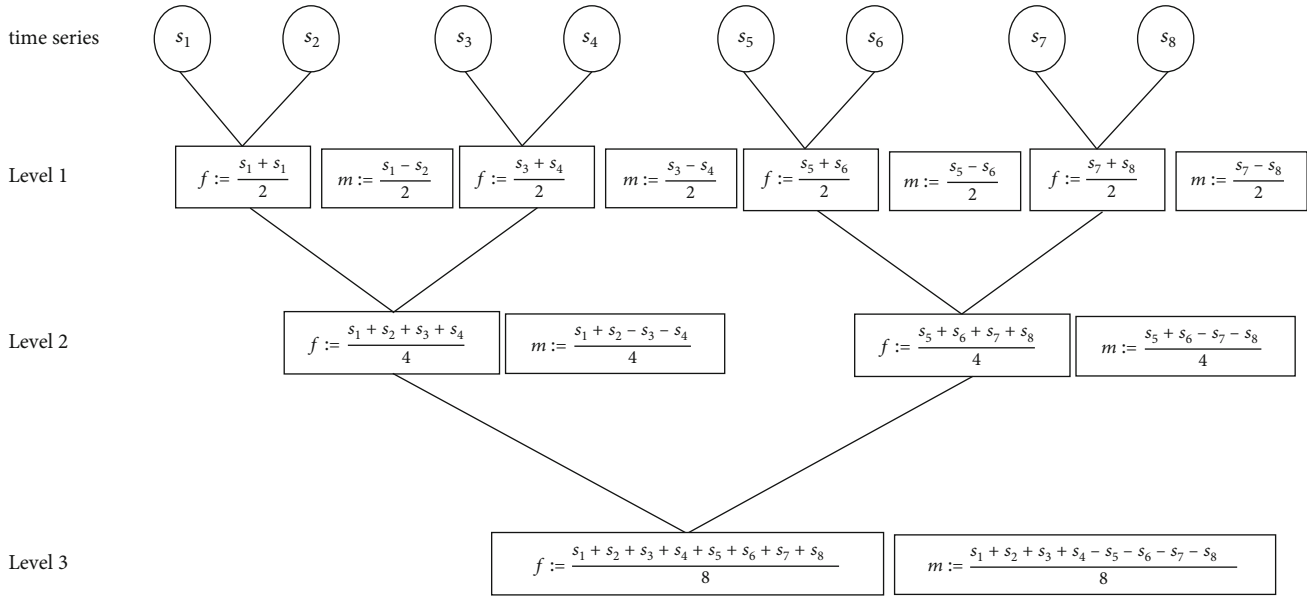 time series s₁ s₂ s₃ s₄ s₅ s₆ s₇ s₈
Level 1 f := (s₁ + s₁)/2 m := (s₁ − s₂)/2 f := (s₃ + s₄)/2 m := (s₃ − s₄)/2 f := (s₅ + s₆)/2 m := (s₅ − s₆)/2 f := (s₇ + s₈)/2 m := (s₇ − s₈)/2
Level 2 f := (s₁ + s₂ + s₃ + s₄)/4 m := (s₁ + s₂ − s₃ − s₄)/4 f := (s₅ + s₆ + s₇ + s₈)/4 m := (s₅ + s₆ − s₇ − s₈)/4
Level 3 f := (s₁ + s₂ + s₃ + s₄ + s₅ + s₆ + s₇ + s₈)/8 m := (s₁ + s₂ + s₃ + s₄ − s₅ − s₆ − s₇ − s₈)/8